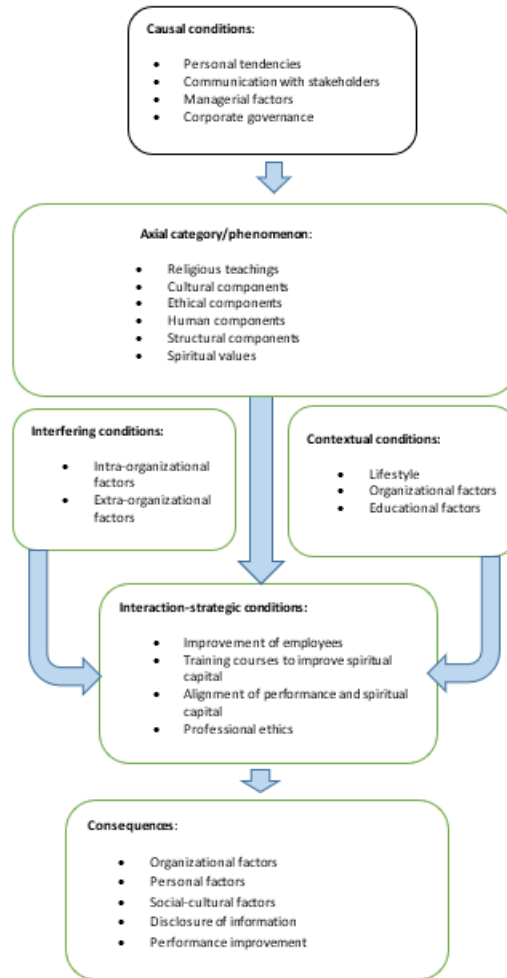 Causal conditions:
• Personal tendencies
• Communication with stakeholders
• Managerial factors
• Corporate governance
Axial category/phenomenon:
• Religious teachings
• Cultural components
• Ethical components
• Human components
• Structural components
• Spiritual values
Interfering conditions:
• Intra-organizational
factors
• Extra-organizational
factors
Contextual conditions:
• Lifestyle
• Organizational factors
• Educational factors
Interaction-strategic conditions:
• Improvement of employees
• Training courses to improve spiritual
capital
• Alignment of performance and spiritual
capital
• Professional ethics
Consequences:
• Organizational factors
• Personal factors
• Social-cultural factors
• Disclosure of information
• Performance improvement